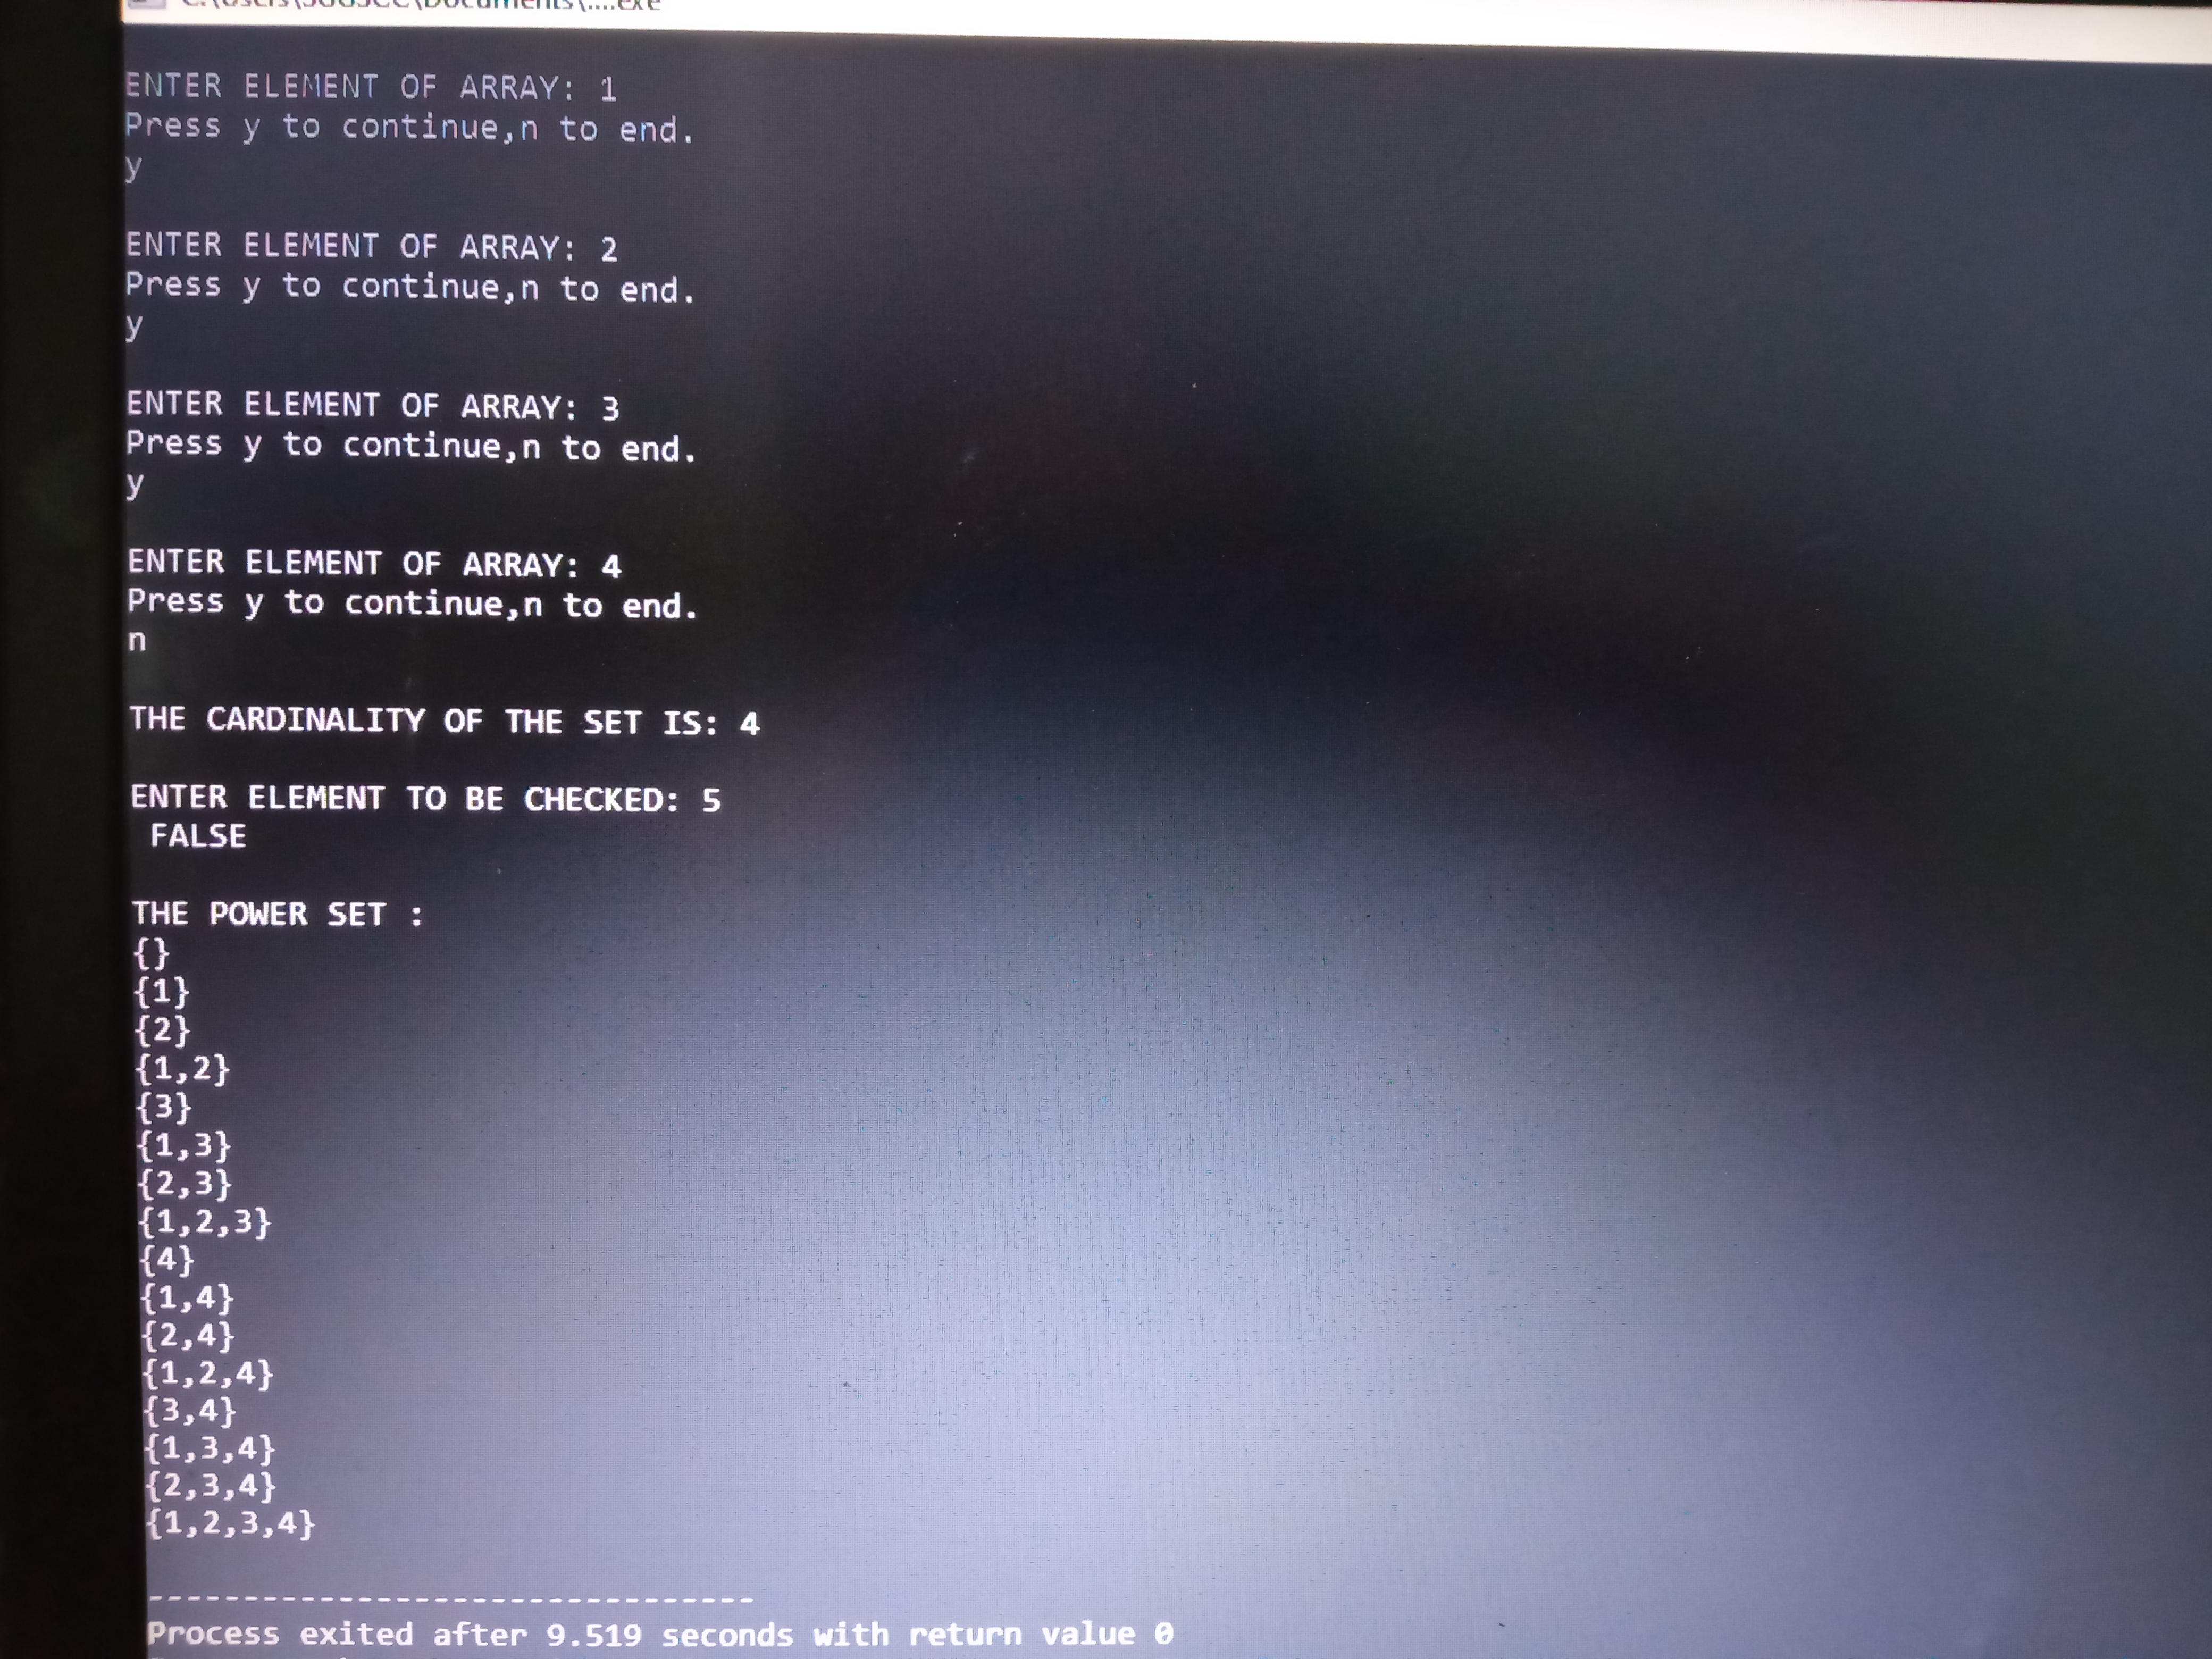 ENTER ELEMENT OF ARRAY: 1
Press y to continue,n to end.
y
ENTER ELEMENT OF ARRAY: 2
Press y to continue,n to end.
y
ENTER ELEMENT OF ARRAY: 3
Press y to continue,n to end.
y
ENTER ELEMENT OF ARRAY: 4
Press y to continue,n to end.
n
THE CARDINALITY OF THE SET IS: 4
ENTER ELEMENT TO BE CHECKED: 5
FALSE
THE POWER SET :
{}
{1}
{2}
{1,2}
{3}
{1,3}
{2,3}
{1,2,3}
{4}
{1,4}
{2,4}
{1,2,4}
{3,4}
{1,3,4}
{2,3,4}
{1,2,3,4}
--------------------------------
Process exited after 9.519 seconds with return value 0